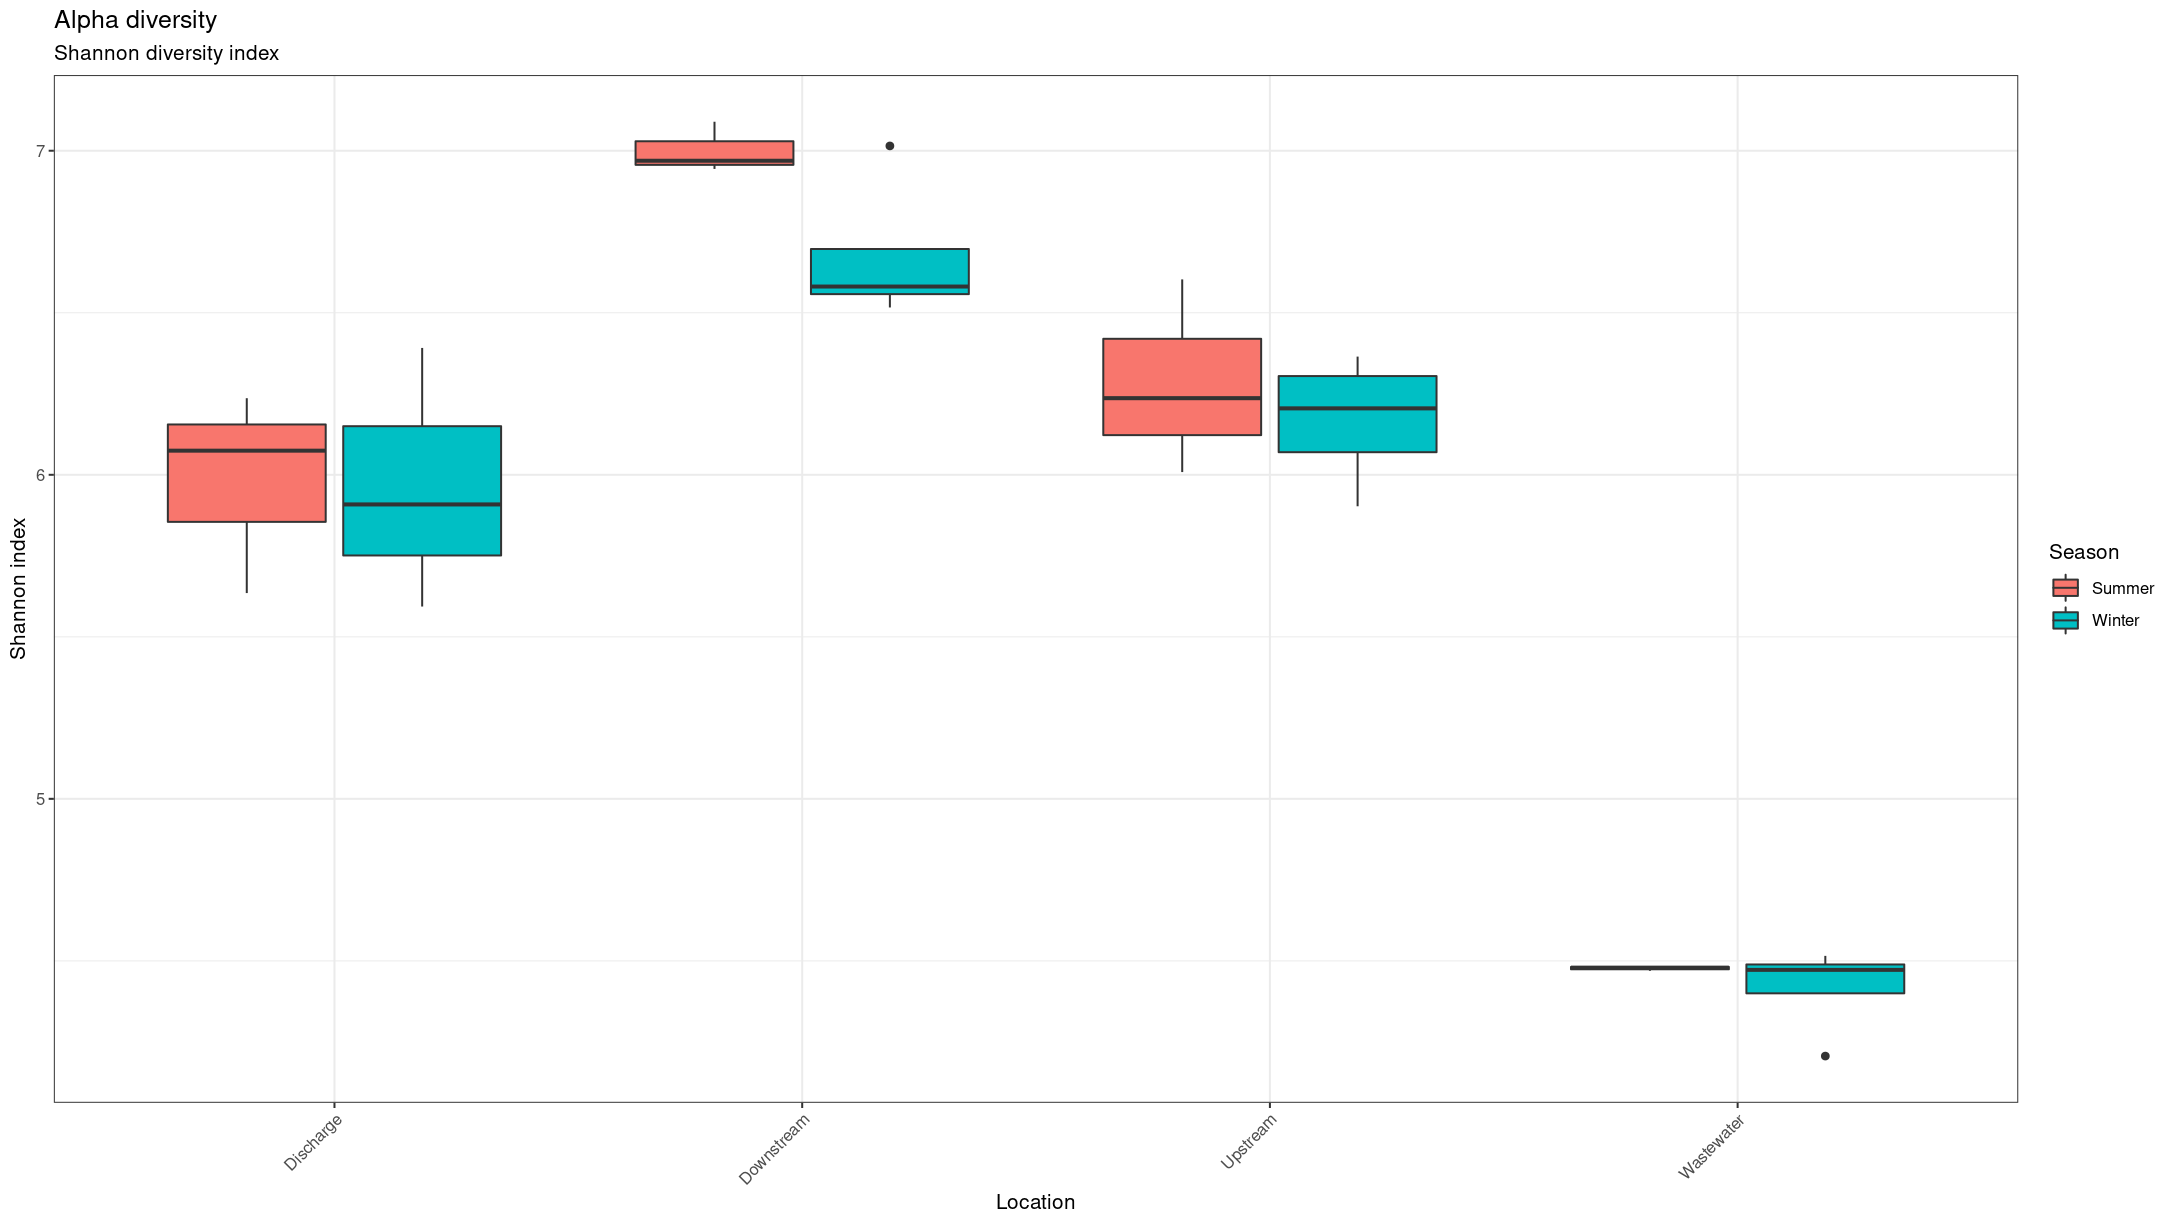 Alpha diversity
Shannon diversity index
Shannon index
7
6
5
Discharge
Downstream
Upstream
Wastewater
Location
Season
Summer
Winter